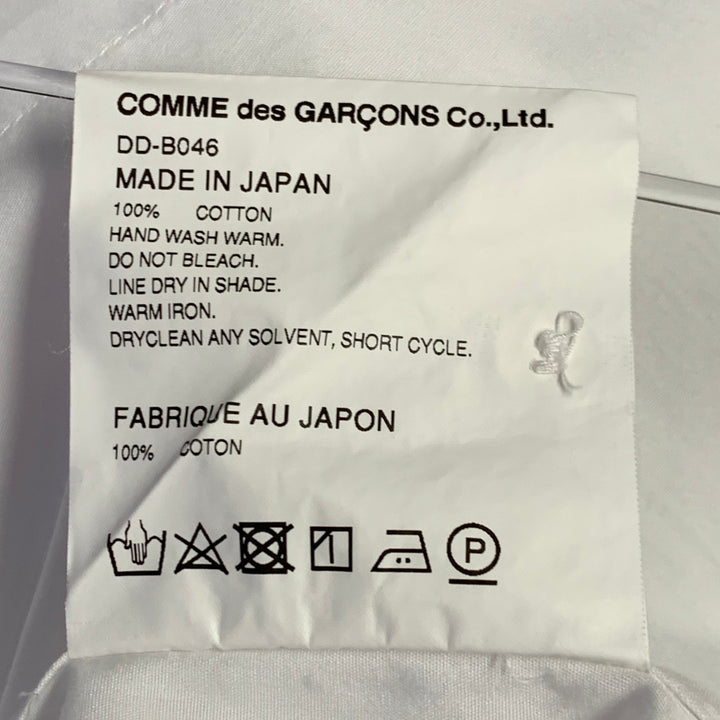 COMME des GARÇONS Co.,Ltd.
DD-B046
MADE IN JAPAN
100% COTTON
HAND WASH WARM.
DO NOT BLEACH.
LINE DRY IN SHADE.
WARM IRON.
DRYCLEAN ANY SOLVENT, SHORT CYCLE.
FABRIQUE AU JAPON
100% COTON
P